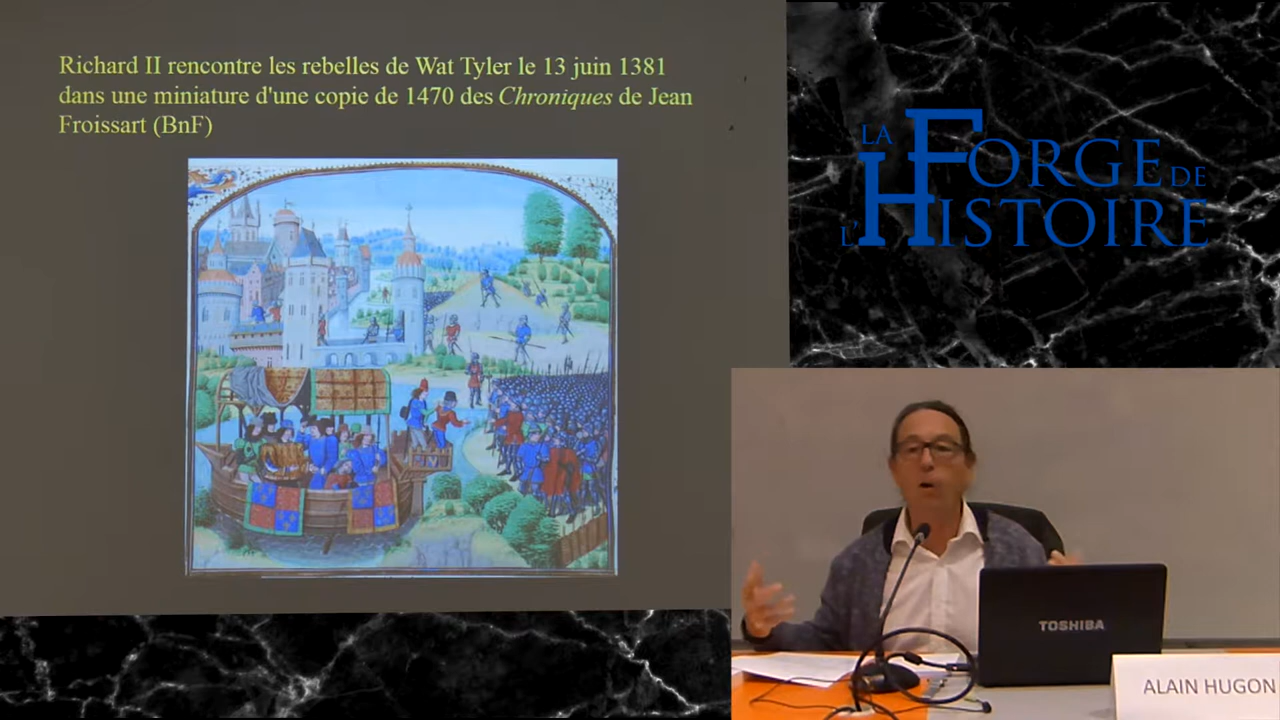 Richard II rencontre les rebelles de Wat Tyler le 13 juin 1381
dans une miniature d'une copie de 1470 des Chroniques de Jean
Froissart (BnF)
LA FORGE DE
L'HISTOIRE
TOSHIBA
ALAIN HUGON